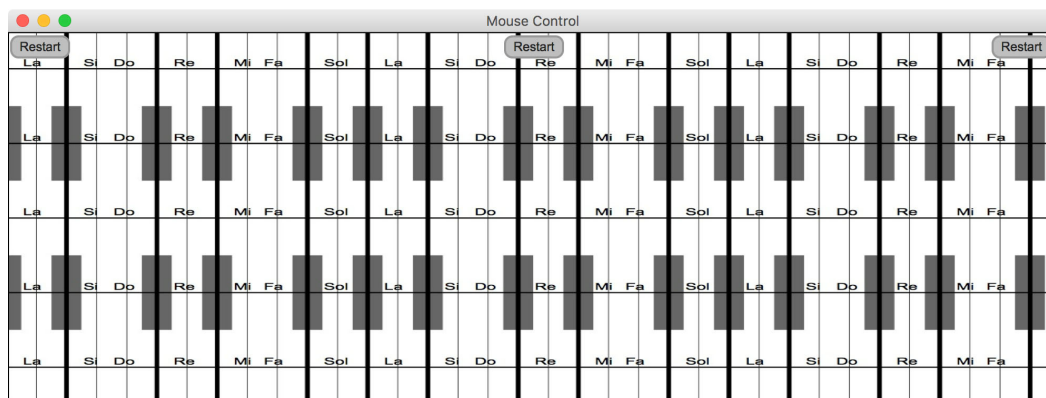 Mouse Control
Restart Restart Restart
La Si Do Re Mi Fa Sol La Si Do Re Mi Fa Sol La Si Do Re Mi Fa
La Si Do Re Mi Fa Sol La Si Do Re Mi Fa Sol La Si Do Re Mi Fa
La Si Do Re Mi Fa Sol La Si Do Re Mi Fa Sol La Si Do Re Mi Fa
La Si Do Re Mi Fa Sol La Si Do Re Mi Fa Sol La Si Do Re Mi Fa
La Si Do Re Mi Fa Sol La Si Do Re Mi Fa Sol La Si Do Re Mi Fa